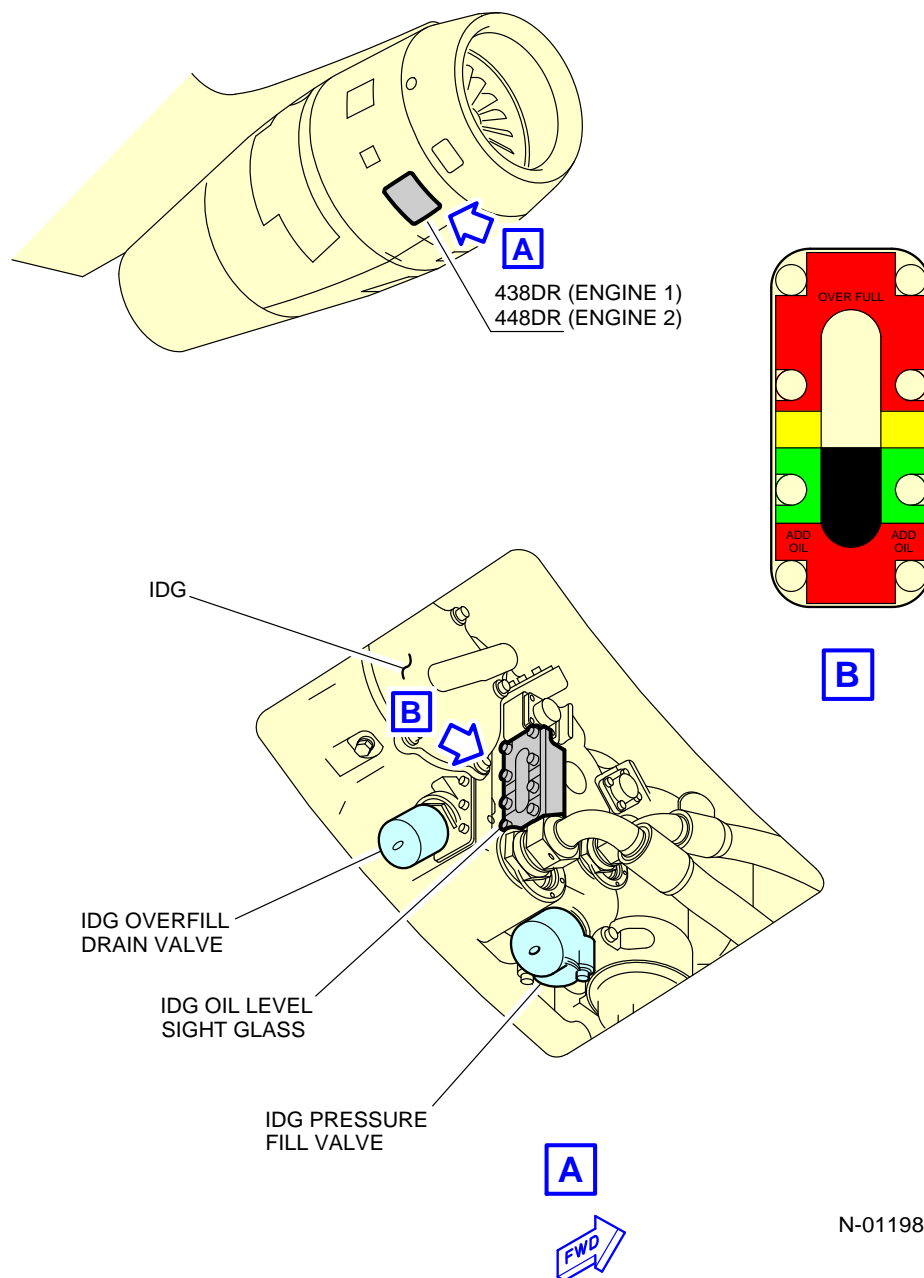 A
438DR (ENGINE 1)
448DR (ENGINE 2)
OVER FULL
ADD
OIL
ADD
OIL
B
IDG
B
IDG OVERFILL
DRAIN VALVE
IDG OIL LEVEL
SIGHT GLASS
IDG PRESSURE
FILL VALVE
A
FWD
N-01198